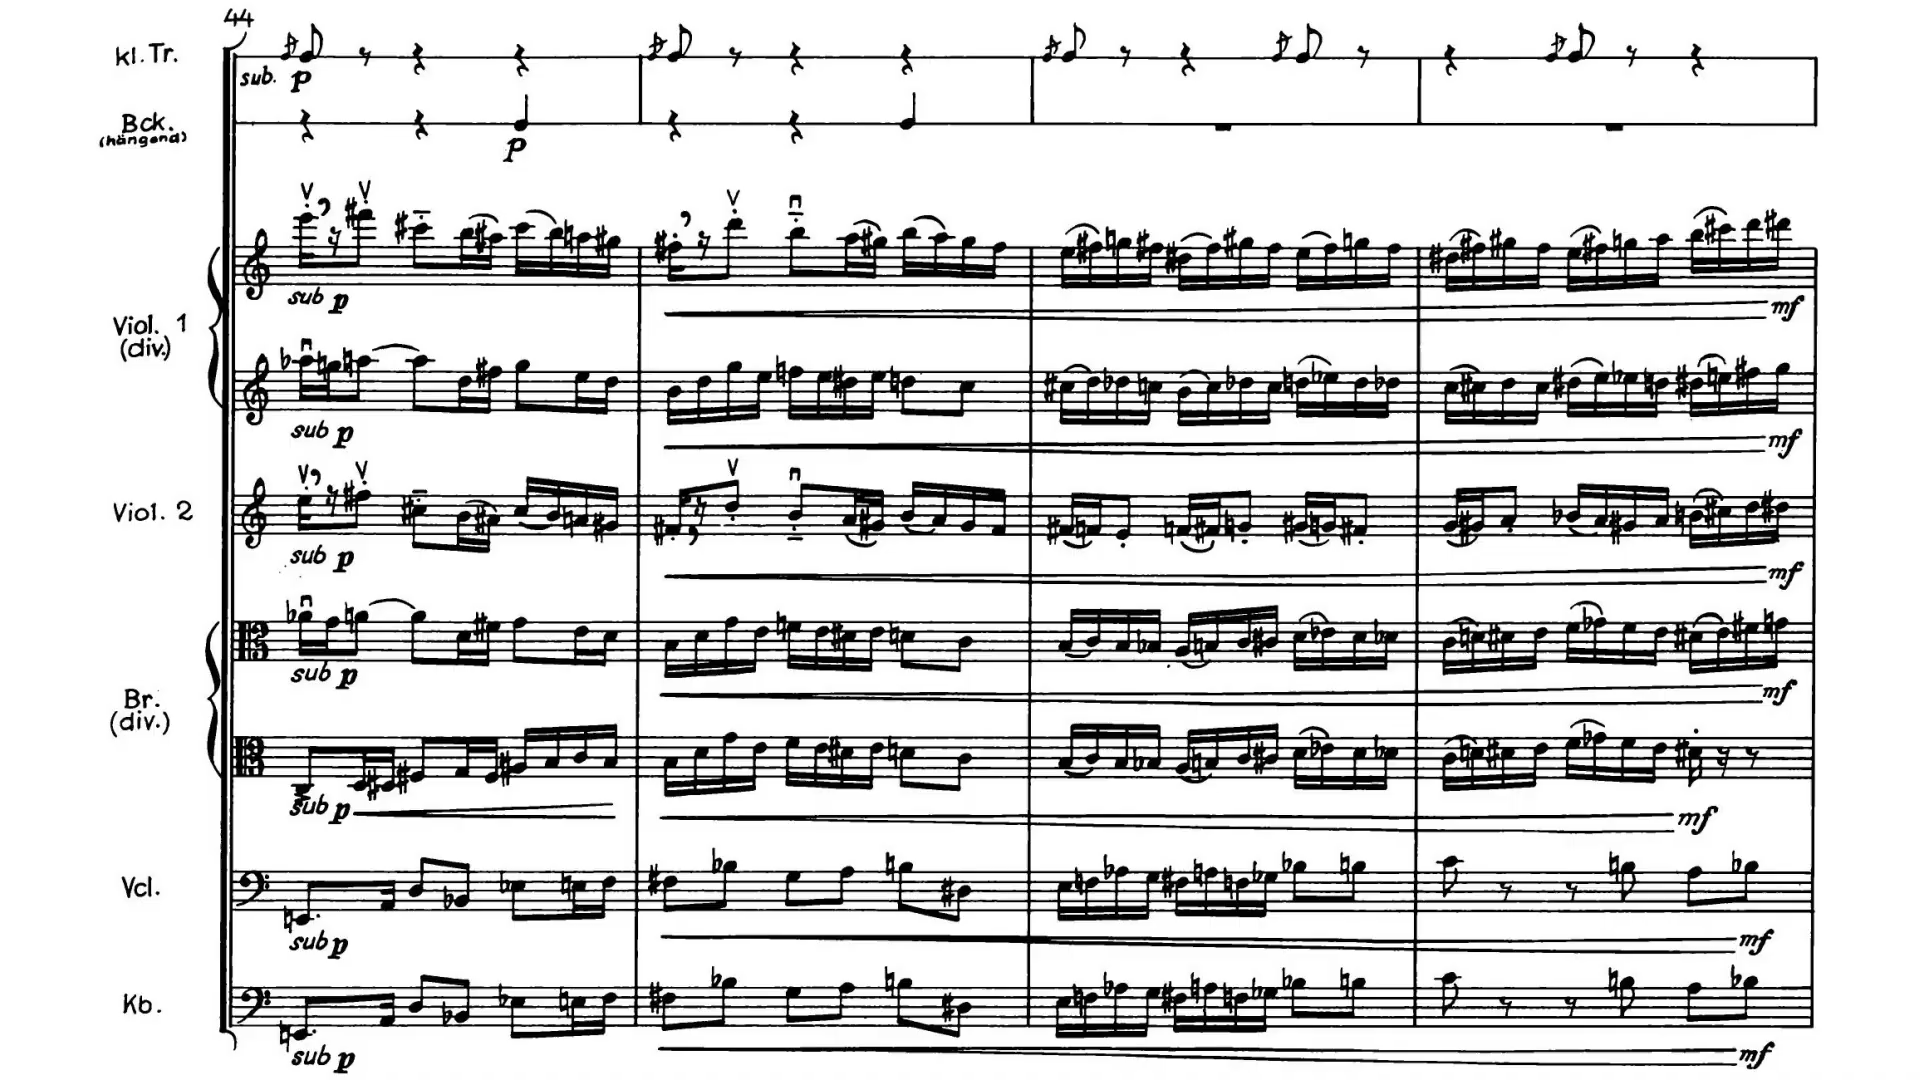 44
kl. Tr.
sub. p
Bck.
(hängend)
p
sub p
mf
Viol. 1
(div.)
sub p
mf
Viol. 2
sub p
mf
sub p
mf
Br.
(div.)
sub p
mf
Vcl.
sub p
mf
Kb.
sub p
mf